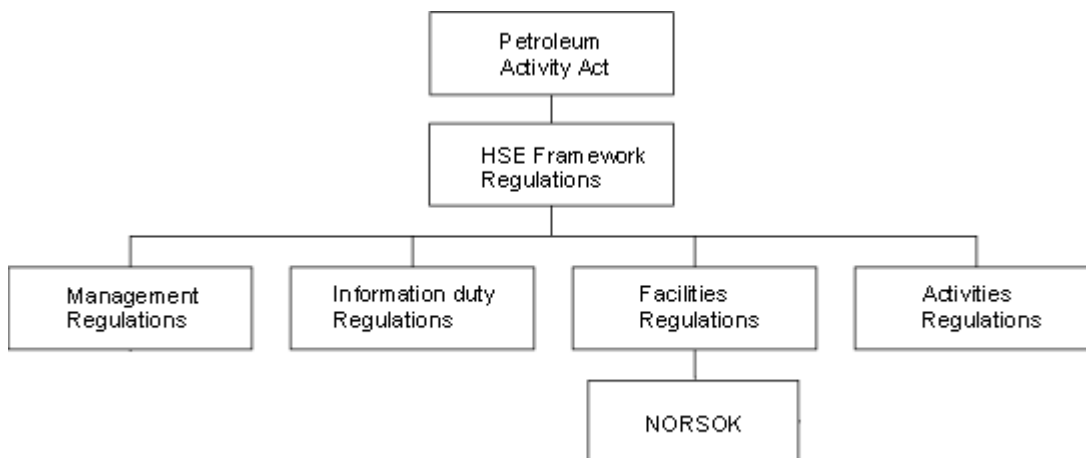 Petroleum
Activity Act
HSE Framework
Regulations
Management
Regulations
Information duty
Regulations
Facilities
Regulations
Activities
Regulations
NORSOK